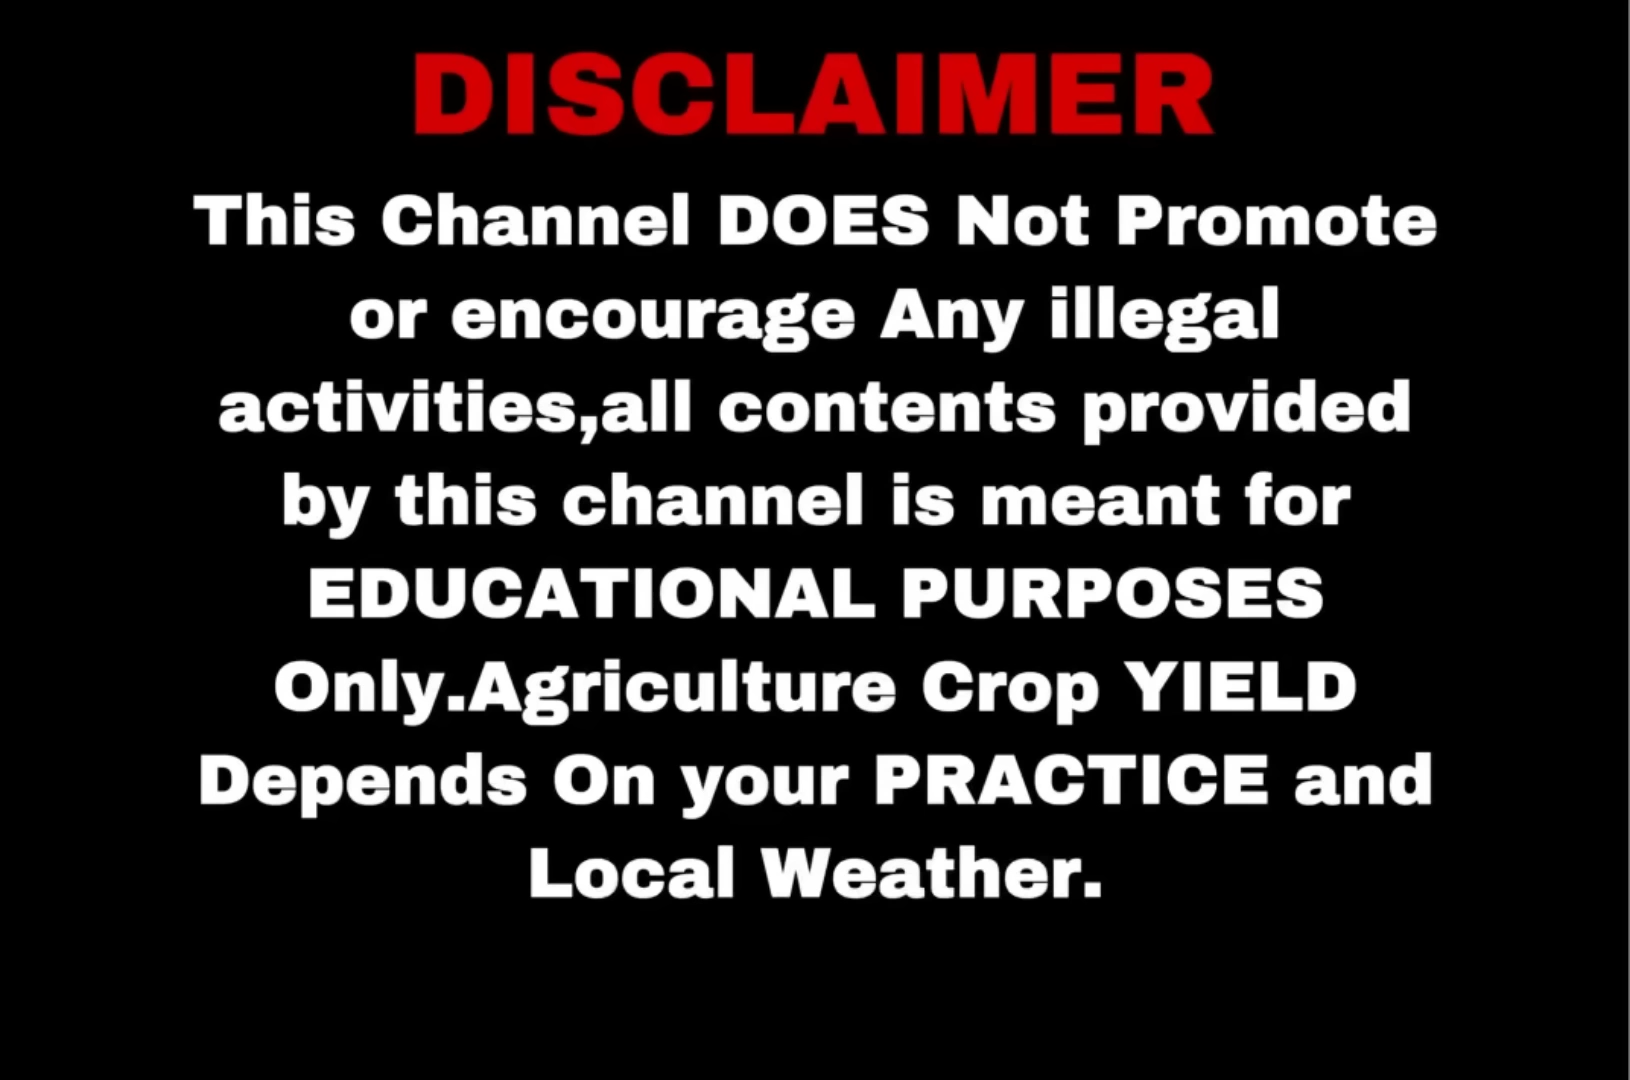 DISCLAIMER
This Channel DOES Not Promote
or encourage Any illegal
activities,all contents provided
by this channel is meant for
EDUCATIONAL PURPOSES
Only.Agriculture Crop YIELD
Depends On your PRACTICE and
Local Weather.